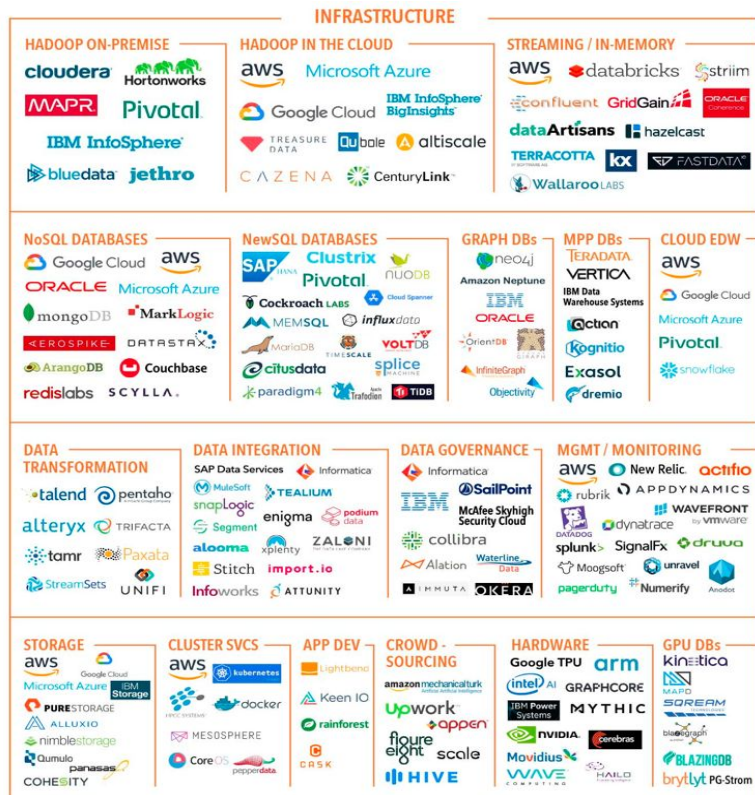 INFRASTRUCTURE
HADOOP ON-PREMISE
cloudera
Hortonworks
MAPR
Pivotal
IBM InfoSphere
bluedata
jethro
HADOOP IN THE CLOUD
aws
Microsoft Azure
Google Cloud
IBM InfoSphere
BigInsights
TREASURE
DATA
Qubole
altiscale
CAZENA
CenturyLink
STREAMING / IN-MEMORY
aws
databricks
striim
confluent
GridGain
ORACLE
Coherence
dataArtisans
hazelcast
TERRACOTTA
kx
FASTDATA
Wallaroo LABS
NoSQL DATABASES
Google Cloud
aws
ORACLE
Microsoft Azure
mongoDB
MarkLogic
AEROSPIKE
DATASTAX
ArangoDB
Couchbase
redislabs
SCYLLA
NewSQL DATABASES
SAP HANA
Clustrix
Pivotal
NUODB
Cockroach LABS
Cloud Spanner
MEMSQL
influxdata
MariaDB
TIMESCALE
VOLTDB
citusdata
splice
MACHINE
paradigm4
Trafodion
TiDB
GRAPH DBs
neo4j
Amazon Neptune
IBM
ORACLE
OrientDB
GRAPH
InfiniteGraph
Objectivity
MPP DBs
TERADATA
VERTICA
IBM Data
Warehouse Systems
Actian
Kognitio
Exasol
dremio
CLOUD EDW
aws
Google Cloud
Microsoft Azure
Pivotal
snowflake
DATA
TRANSFORMATION
talend
pentaho
alteryx
TRIFACTA
tamr
Paxata
StreamSets
UNIFI
DATA INTEGRATION
SAP Data Services
Informatica
MuleSoft
TEALIUM
snapLogic
Segment
enigma
podium
data
alooma
xplenty
ZALONI
Stitch
import.io
Infoworks
ATTUNITY
DATA GOVERNANCE
Informatica
IBM
SailPoint
McAfee Skyhigh
Security Cloud
collibra
Alation
Waterline
Data
IMMUTA
OKERA
MGMT / MONITORING
aws
New Relic
actifio
rubrik
APPDYNAMICS
DATADOG
dynatrace
WAVEFRONT
by vmware
splunk>
SignalFx
druva
Moogsoft
unravel
pagerduty
Numerify
Anodot
STORAGE
aws
Google Cloud
Microsoft Azure
IBM
Storage
PURESTORAGE
ALLUXIO
nimblestorage
Qumulo
panasas
COHESITY
CLUSTER SVCS
aws
kubernetes
HPCC SYSTEMS
docker
MESOSPHERE
CoreOS
pepperdata
APP DEV
Lightbend
Keen IO
rainforest
CASK
CROWD-
SOURCING
amazon mechanical turk
Artificial Artificial Intelligence
upwork
appen
figure
eight
scale
HIVE
HARDWARE
Google TPU
arm
intel AI
GRAPHCORE
IBM Power
Systems
MYTHIC
NVIDIA
cerebras
Movidius
WAVE
COMPUTING
HAILO
GPU DBs
kinetica
MAPD
SQREAM
TECHNOLOGIES
blazegraph
BLAZINGDB
brytlyt
PG-Strom